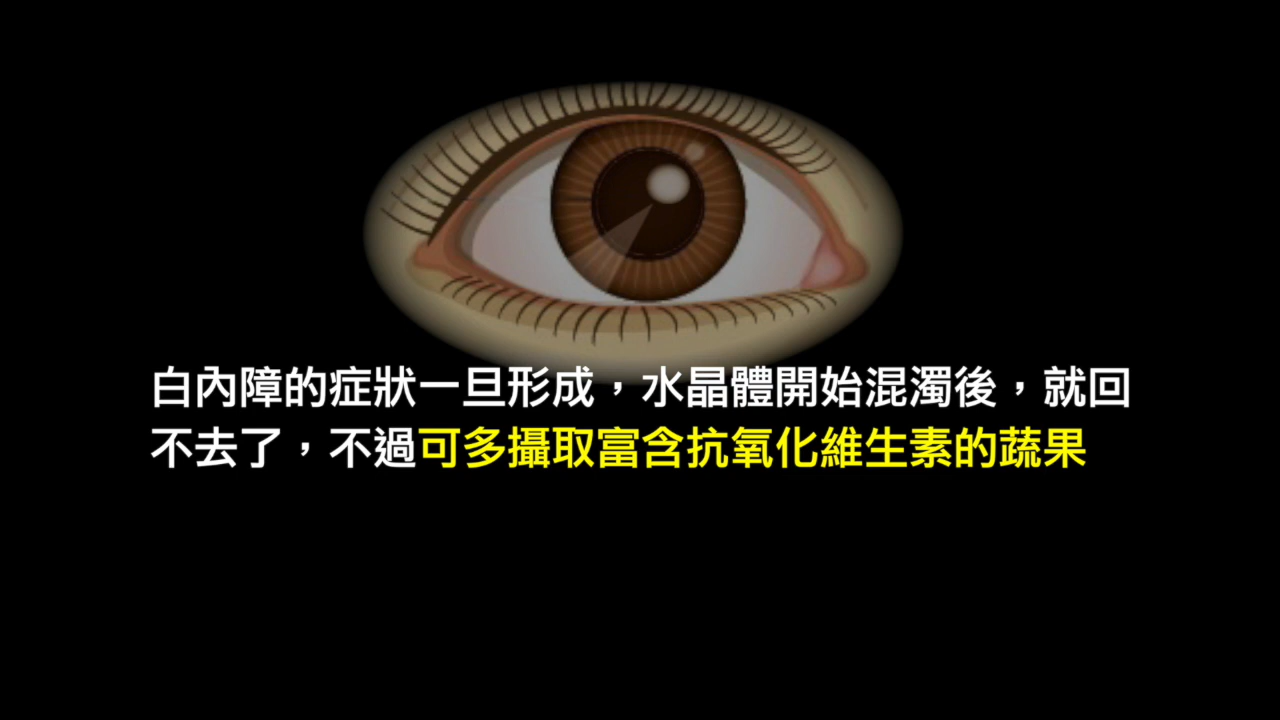 白內障的症狀一旦形成，水晶體開始混濁後，就回
不去了，不過可多攝取富含抗氧化維生素的蔬果